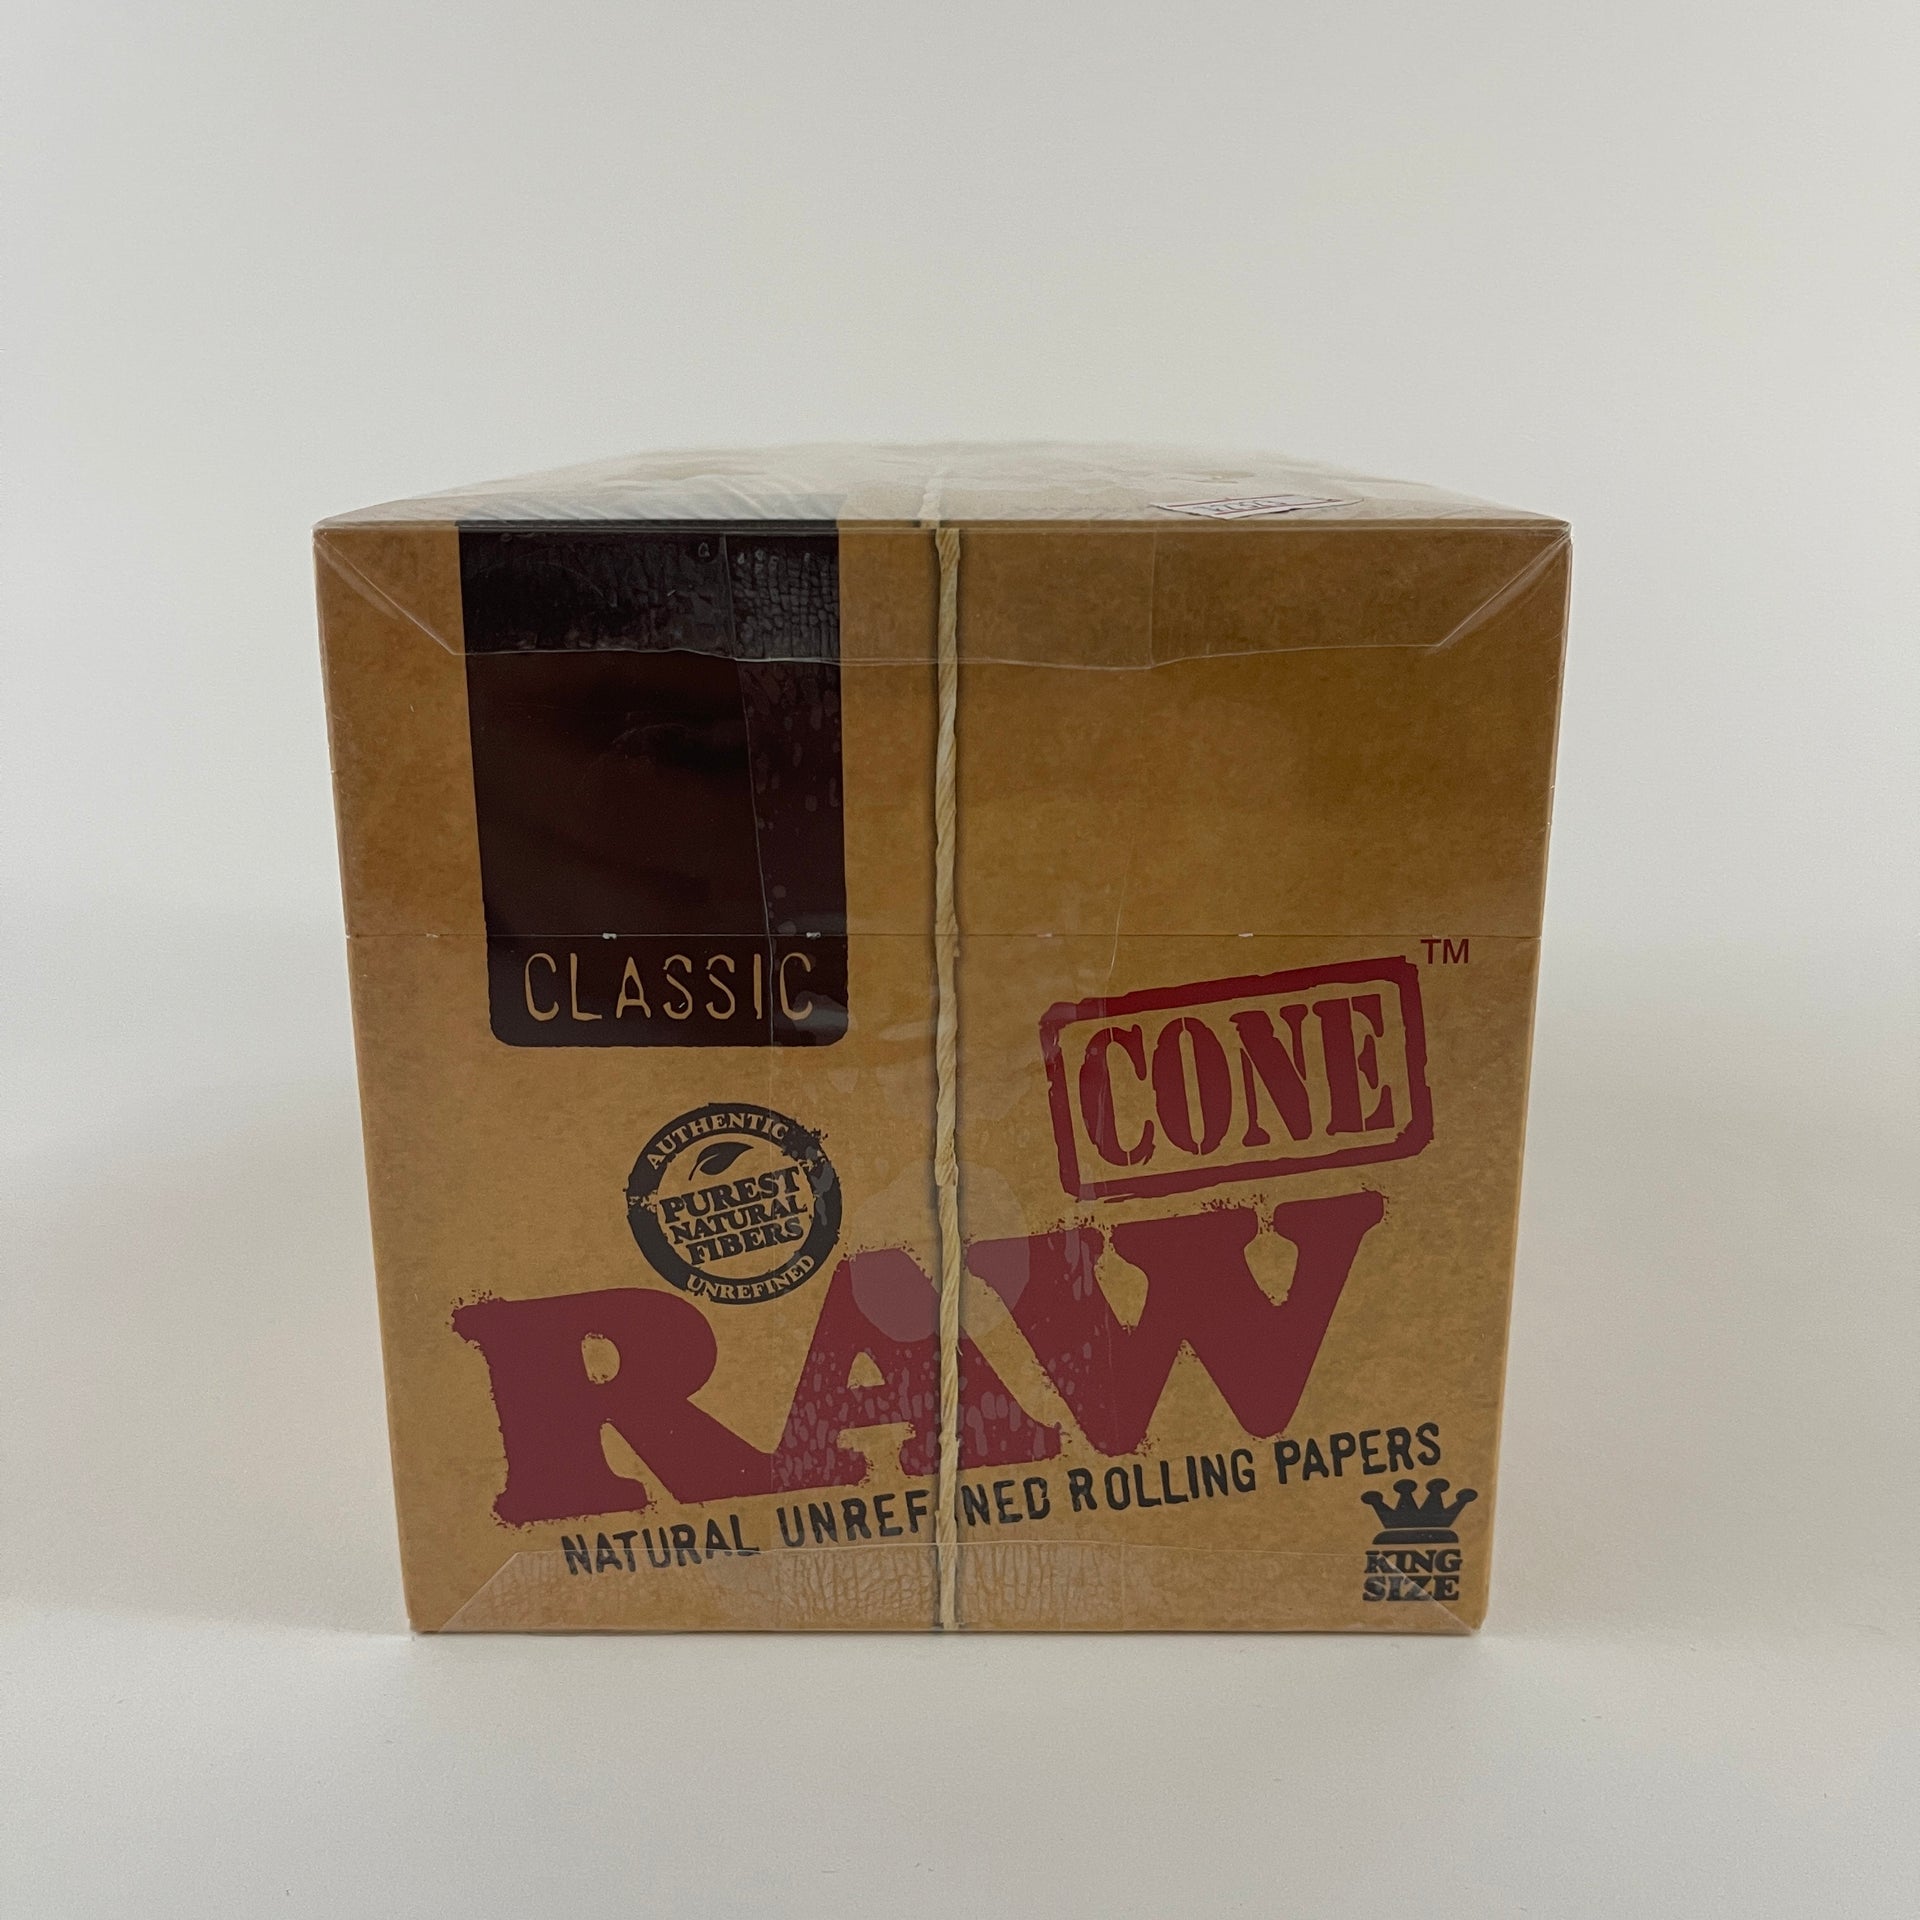 CLASSIC
TM
CONE
AUTHENTIC
PUREST
NATURAL
FIBERS
UNREFINED
RAW
NATURAL UNREFINED ROLLING PAPERS
KING
SIZE